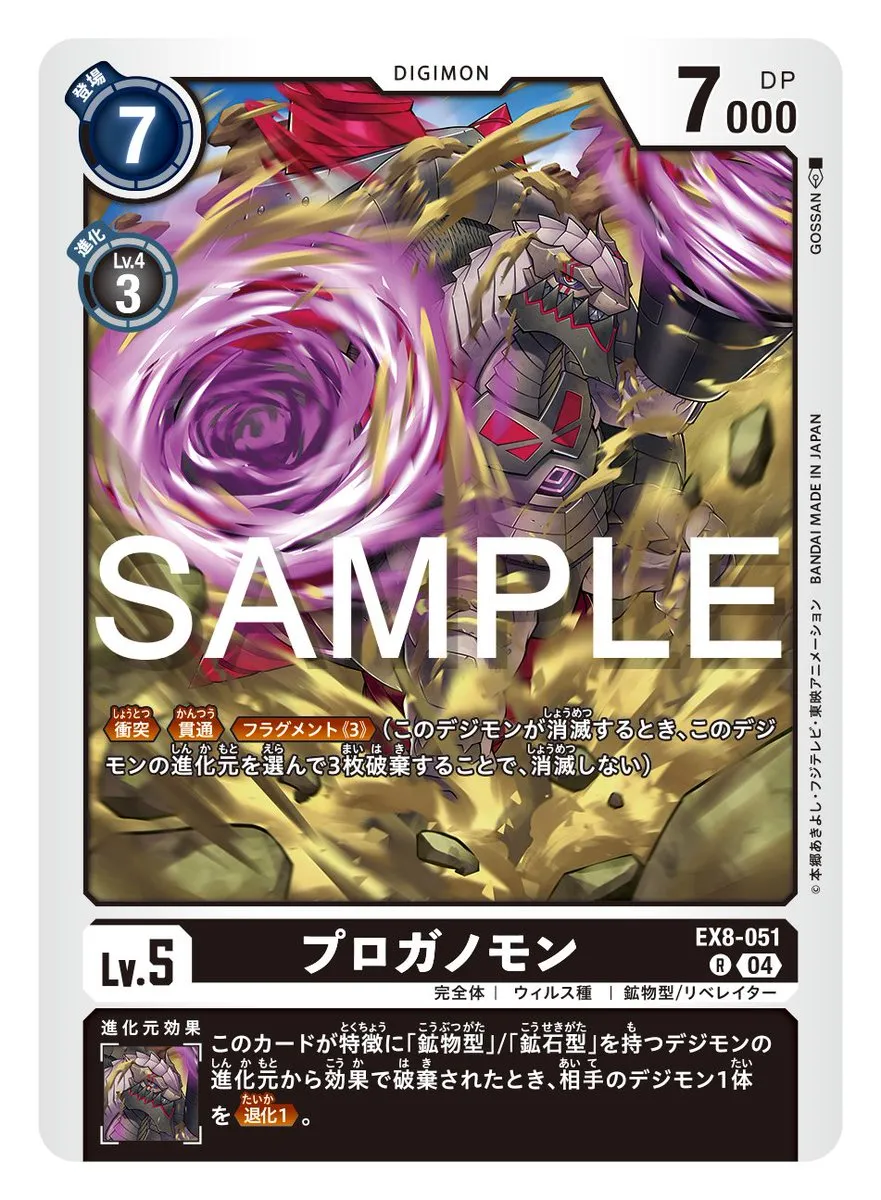 DIGIMON
登場
7
7000
DP
進化
Lv.4
3
GOSSAN
SAMPLE
衝突 貫通 フラグメント《3》 (このデジモンが消滅するとき、このデジ
モンの進化元を選んで3枚破棄することで、消滅しない)
© 本郷あきよし・フジテレビ・東映アニメーション BANDAI MADE IN JAPAN
Lv.5
プロガノモン
EX8-051
R 04
完全体 | ウィルス種 | 鉱物型/リベレイター
進化元効果
このカードが特徴に「鉱物型」/「鉱石型」を持つデジモンの
進化元から効果で破棄されたとき、相手のデジモン1体
を 退化1 。